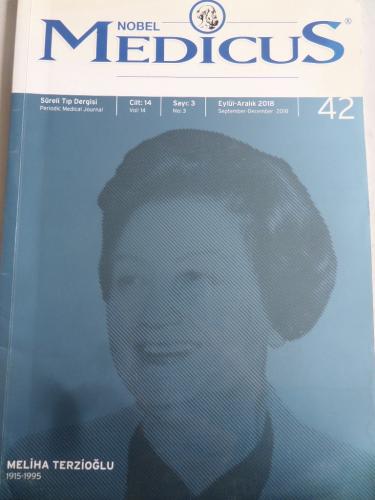 NOBEL
MEDICUS®
Süreli Tıp Dergisi
Periodic Medical Journal
Cilt: 14
Vol: 14
Sayı: 3
No: 3
Eylül-Aralık 2018
September-December 2018
42
MELİHA TERZİOĞLU
1915-1995